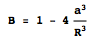 B = 1 - 4 a³/R³